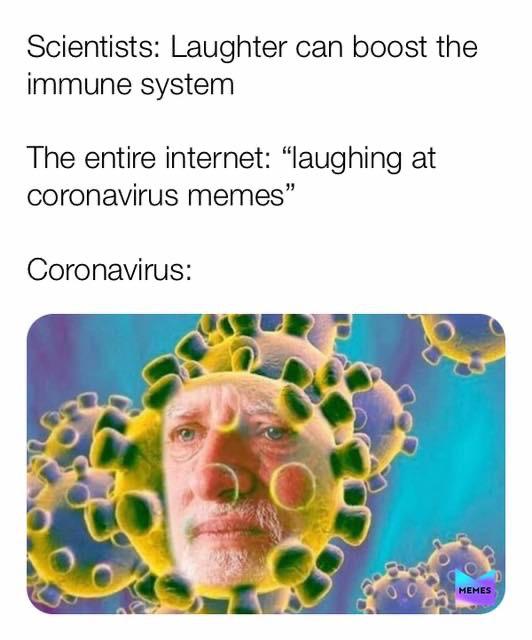 Scientists: Laughter can boost the
immune system
The entire internet: “laughing at
coronavirus memes”
Coronavirus:
MEMES